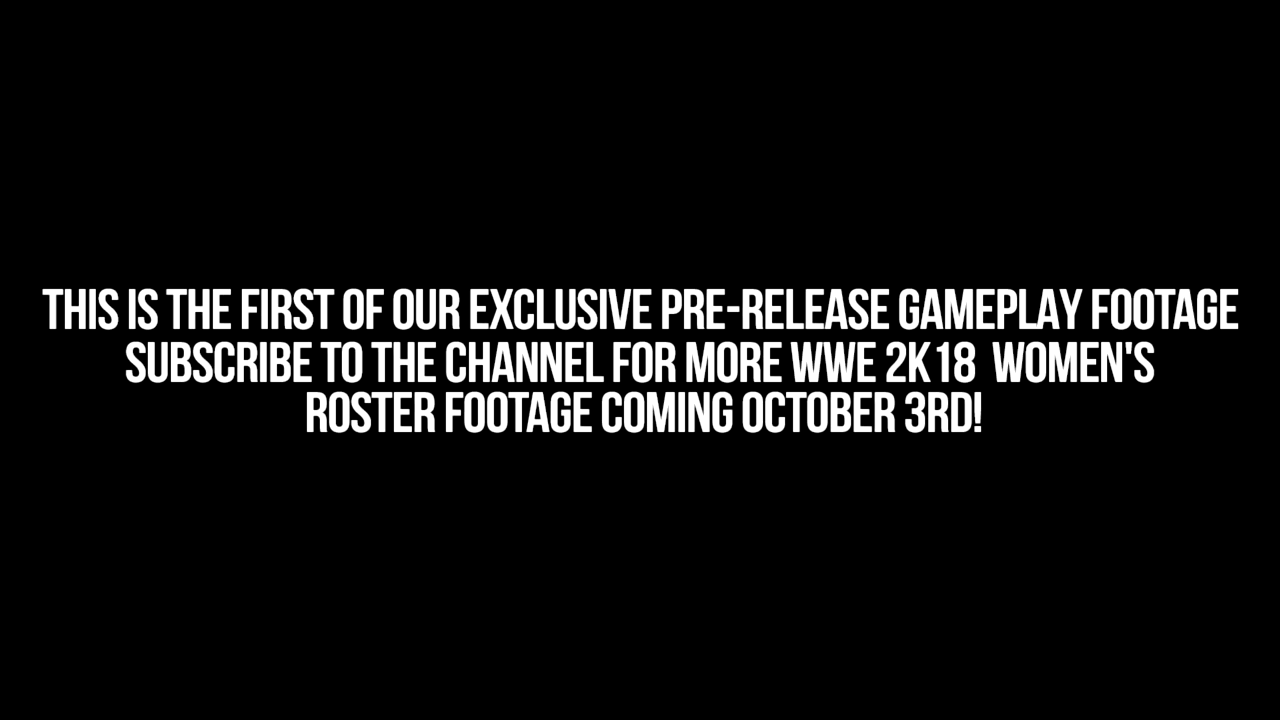 THIS IS THE FIRST OF OUR EXCLUSIVE PRE-RELEASE GAMEPLAY FOOTAGE
SUBSCRIBE TO THE CHANNEL FOR MORE WWE 2K18  WOMEN'S
ROSTER FOOTAGE COMING OCTOBER 3RD!